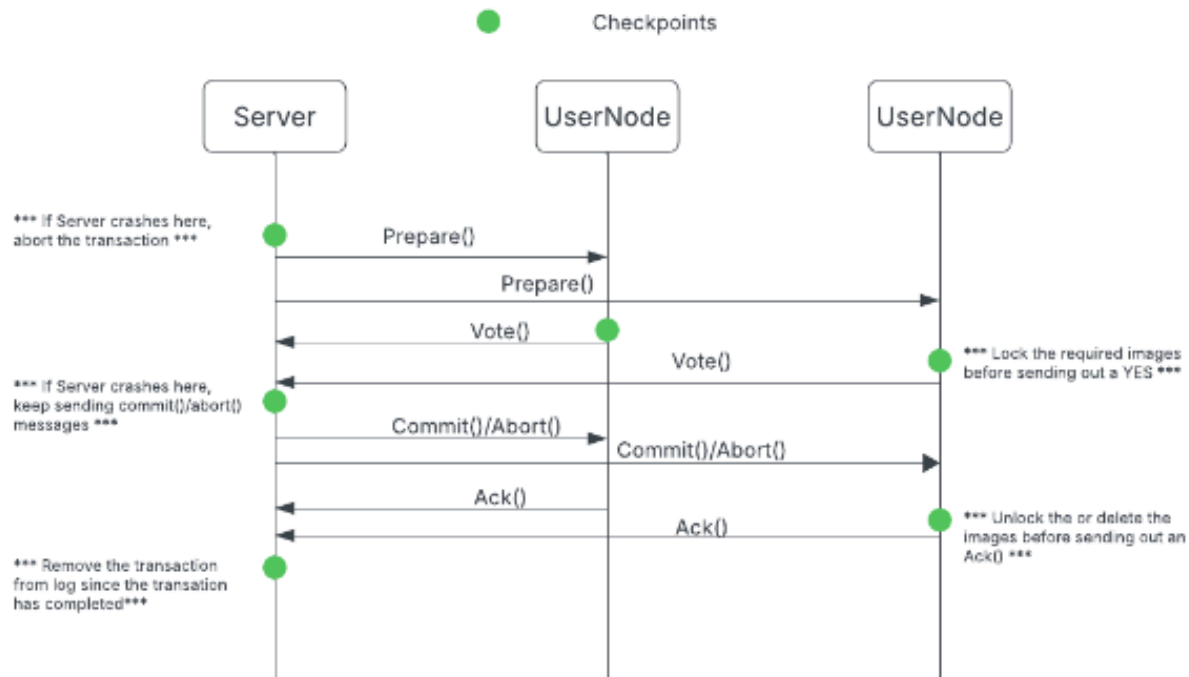 Checkpoints
Server
UserNode
UserNode
*** If Server crashes here,
abort the transaction ***
Prepare()
Prepare()
Vote()
Vote()
*** Lock the required images
before sending out a YES ***
*** If Server crashes here,
keep sending commit()/abort()
messages ***
Commit()/Abort()
Commit()/Abort()
Ack()
Ack()
*** Unlock the or delete the
images before sending out an
Ack() ***
*** Remove the transaction
from log since the transation
has completed***